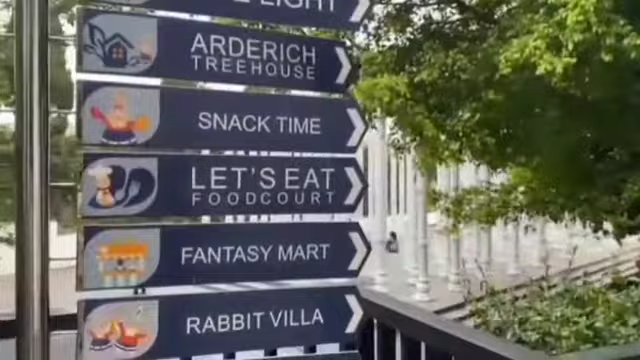 LIGHT
ARDERICH
TREEHOUSE
SNACK TIME
LET'S EAT
FOODCOURT
FANTASY MART
RABBIT VILLA